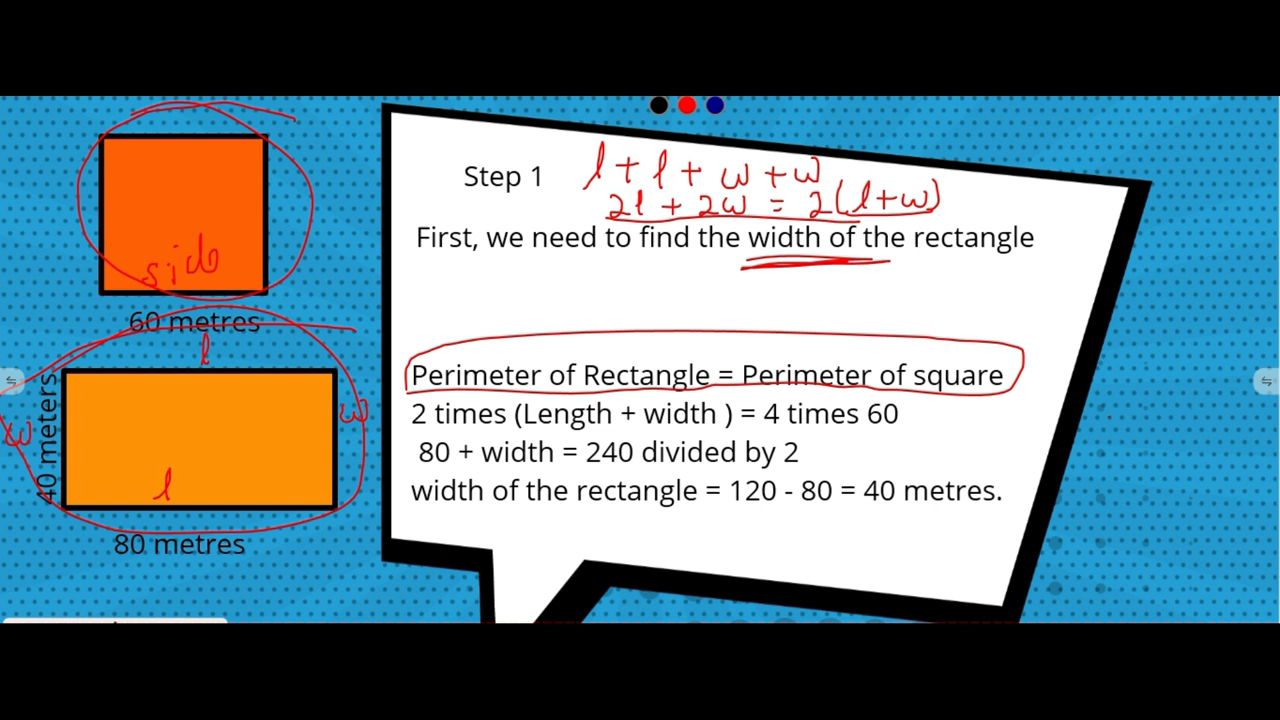 side
60 metres
l
w
40 meters
w
l
80 metres
Step 1
l + l + w + w
2l + 2w = 2(l+w)
First, we need to find the width of the rectangle
Perimeter of Rectangle = Perimeter of square
2 times (Length + width ) = 4 times 60
80 + width = 240 divided by 2
width of the rectangle = 120 - 80 = 40 metres.